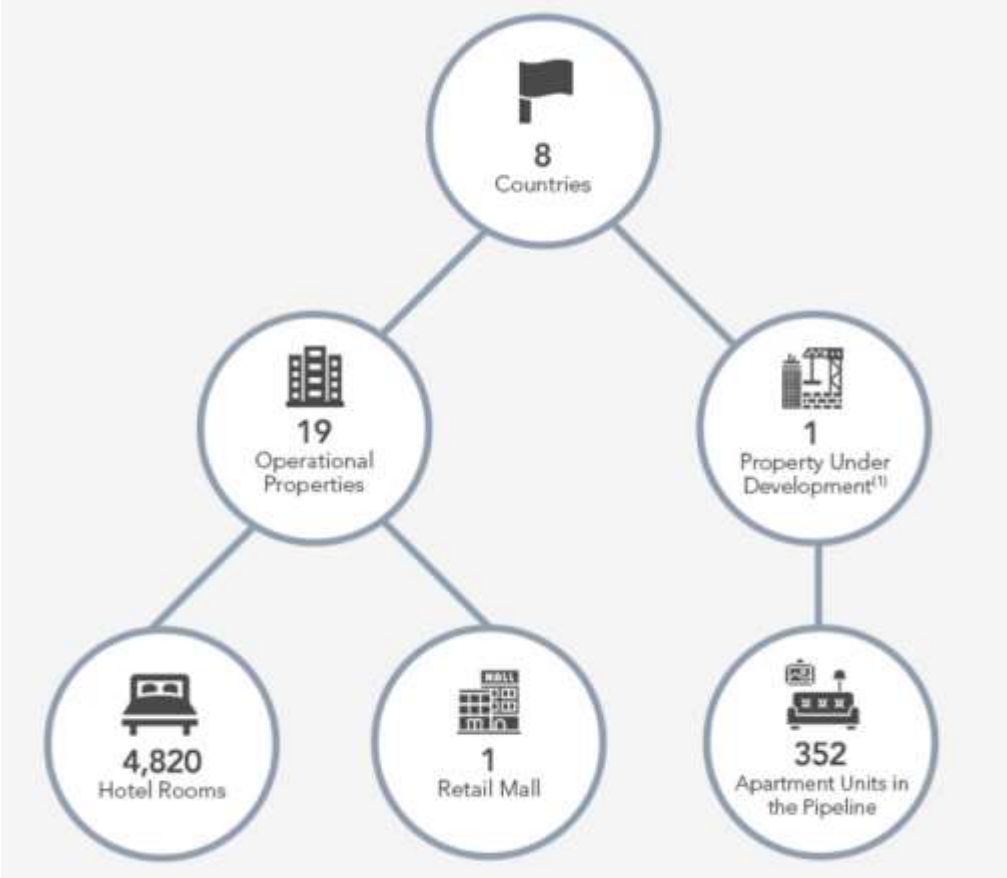 8
Countries
19
Operational
Properties
1
Property Under
Development(1)
4,820
Hotel Rooms
MALL
1
Retail Mall
352
Apartment Units in
the Pipeline